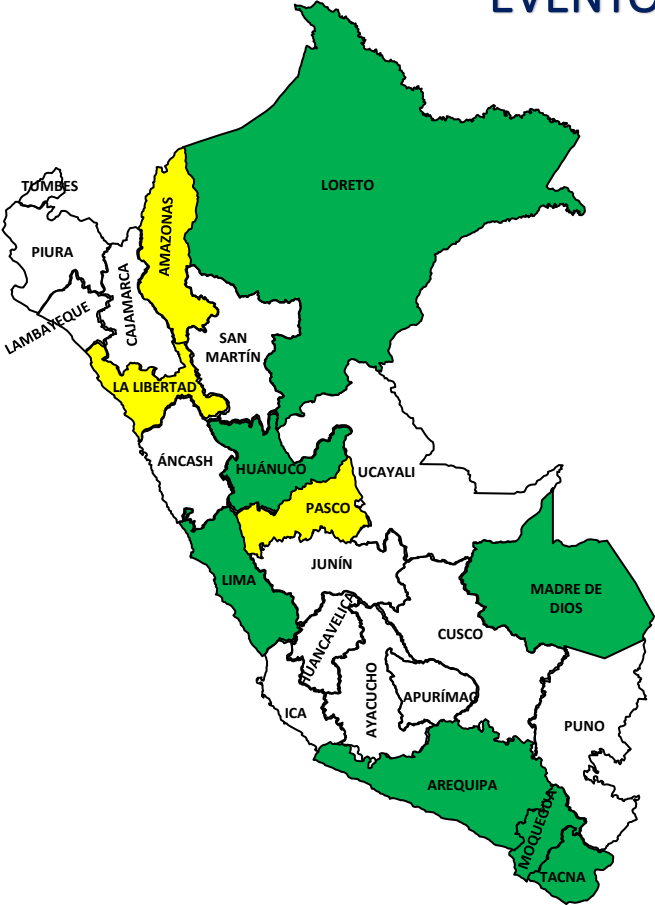 EVENTO
LORETO
TUMBES
AMAZONAS
PIURA
CAJAMARCA
LAMBAYEQUE
SAN
MARTÍN
LA LIBERTAD
ÁNCASH
HUÁNUCO
UCAYALI
PASCO
JUNÍN
LIMA
MADRE DE
DIOS
HUANCAVELICA
CUSCO
AYACUCHO
APURÍMAC
ICA
PUNO
AREQUIPA
MOQUEGUA
TACNA